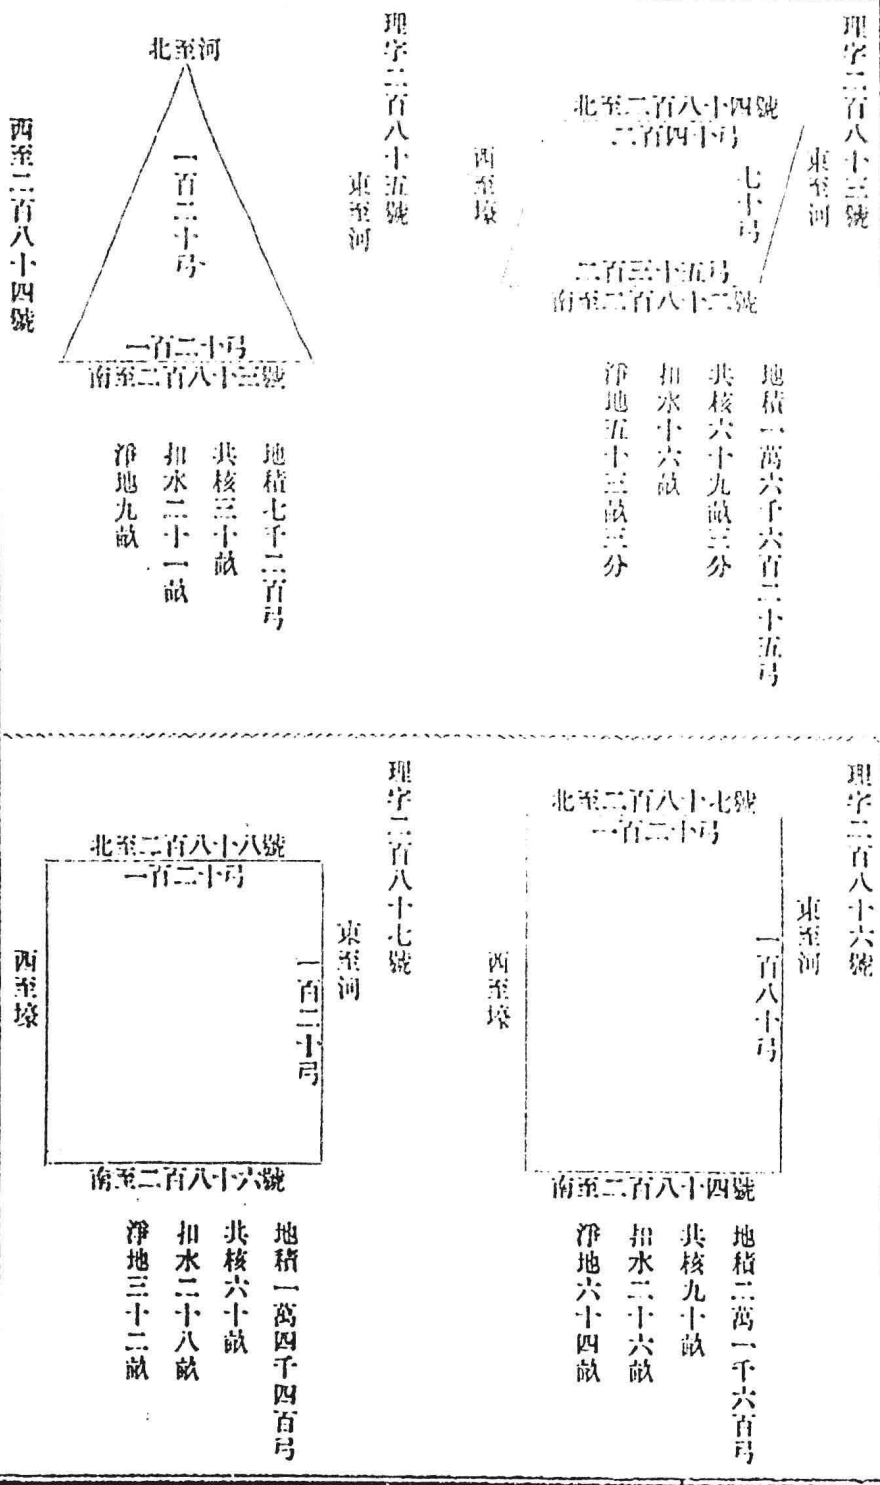 理字二百八十三號
東至河
北至二百八十四號
二百四十弓
七十弓
西至壕
二百三十五弓
南至二百八十二號
地積一萬六千六百二十五弓
共核六十九畝三分
扣水十六畝
淨地五十三畝三分
理字二百八十五號
東至河
北至河
一百二十弓
一百二十弓
南至二百八十三號
西至二百八十四號
地積七千二百弓
共核三十畝
扣水二十一畝
淨地九畝
理字二百八十六號
東至河
北至二百八十七號
一百二十弓
一百八十弓
西至壕
南至二百八十四號
地積二萬一千六百弓
共核九十畝
扣水二十六畝
淨地六十四畝
理字二百八十七號
東至河
北至二百八十八號
一百二十弓
一百二十弓
西至壕
南至二百八十六號
地積一萬四千四百弓
共核六十畝
扣水二十八畝
淨地三十二畝